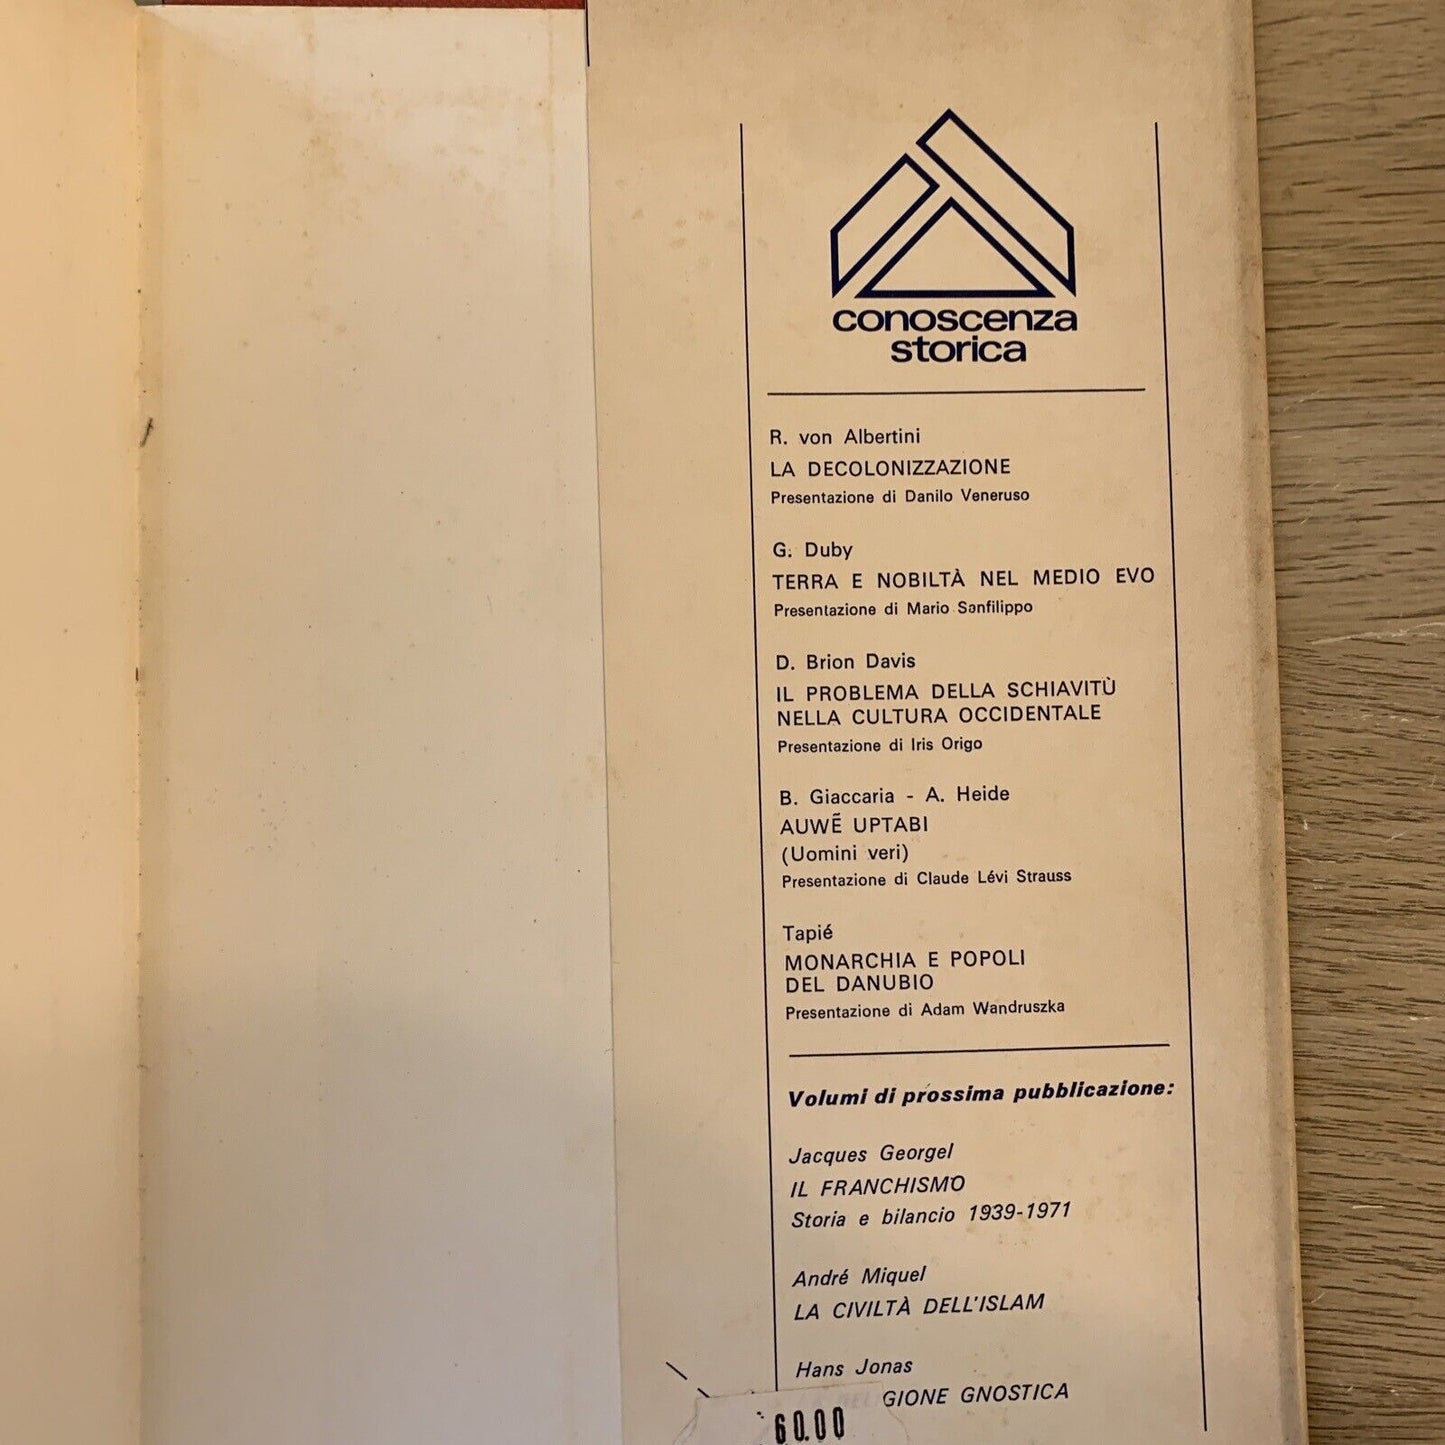 conoscenza
storica
R. von Albertini
LA DECOLONIZZAZIONE
Presentazione di Danilo Veneruso
G. Duby
TERRA E NOBILTÀ NEL MEDIO EVO
Presentazione di Mario Sanfilippo
D. Brion Davis
IL PROBLEMA DELLA SCHIAVITÙ
NELLA CULTURA OCCIDENTALE
Presentazione di Iris Origo
B. Giaccaria - A. Heide
AUWẼ UPTABI
(Uomini veri)
Presentazione di Claude Lévi Strauss
Tapié
MONARCHIA E POPOLI
DEL DANUBIO
Presentazione di Adam Wandruszka
Volumi di prossima pubblicazione:
Jacques Georgel
IL FRANCHISMO
Storia e bilancio 1939-1971
André Miquel
LA CIVILTÀ DELL'ISLAM
Hans Jonas
GIONE GNOSTICA
60.00